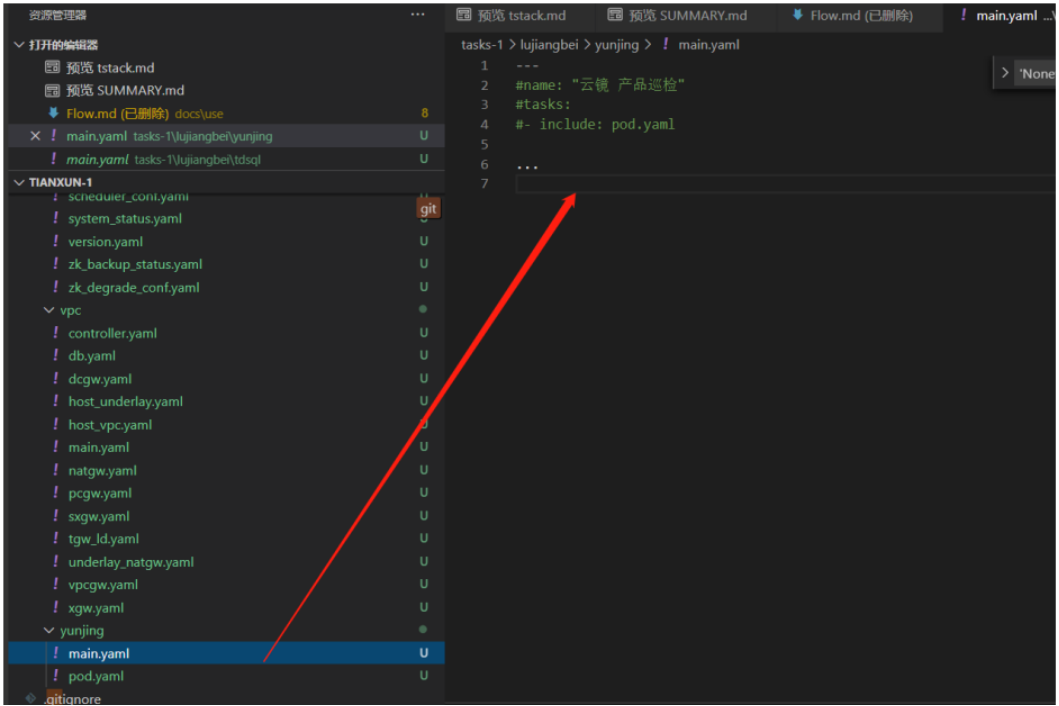 资源管理器 ...
打开的编辑器
预览 tstack.md
预览 SUMMARY.md
Flow.md (已删除) docs\use 8
main.yaml tasks-1\lujiangbei\yunjing U
main.yaml tasks-1\lujiangbei\tdsql U
TIANXUN-1
scheduler_conf.yaml U
git
system_status.yaml U
version.yaml U
zk_backup_status.yaml U
zk_degrade_conf.yaml U
vpc
controller.yaml U
db.yaml U
dcgw.yaml U
host_underlay.yaml U
host_vpc.yaml U
main.yaml U
natgw.yaml U
pcgw.yaml U
sxgw.yaml U
tgw_ld.yaml U
underlay_natgw.yaml U
vpcgw.yaml U
xgw.yaml U
yunjing
main.yaml U
pod.yaml U
.gitignore
预览 tstack.md 预览 SUMMARY.md Flow.md (已删除) ! main.yaml ...\
tasks-1 > lujiangbei > yunjing > ! main.yaml
> 'None
1 ---
2 #name: "云镜 产品巡检"
3 #tasks:
4 #- include: pod.yaml
5
6 ...
7